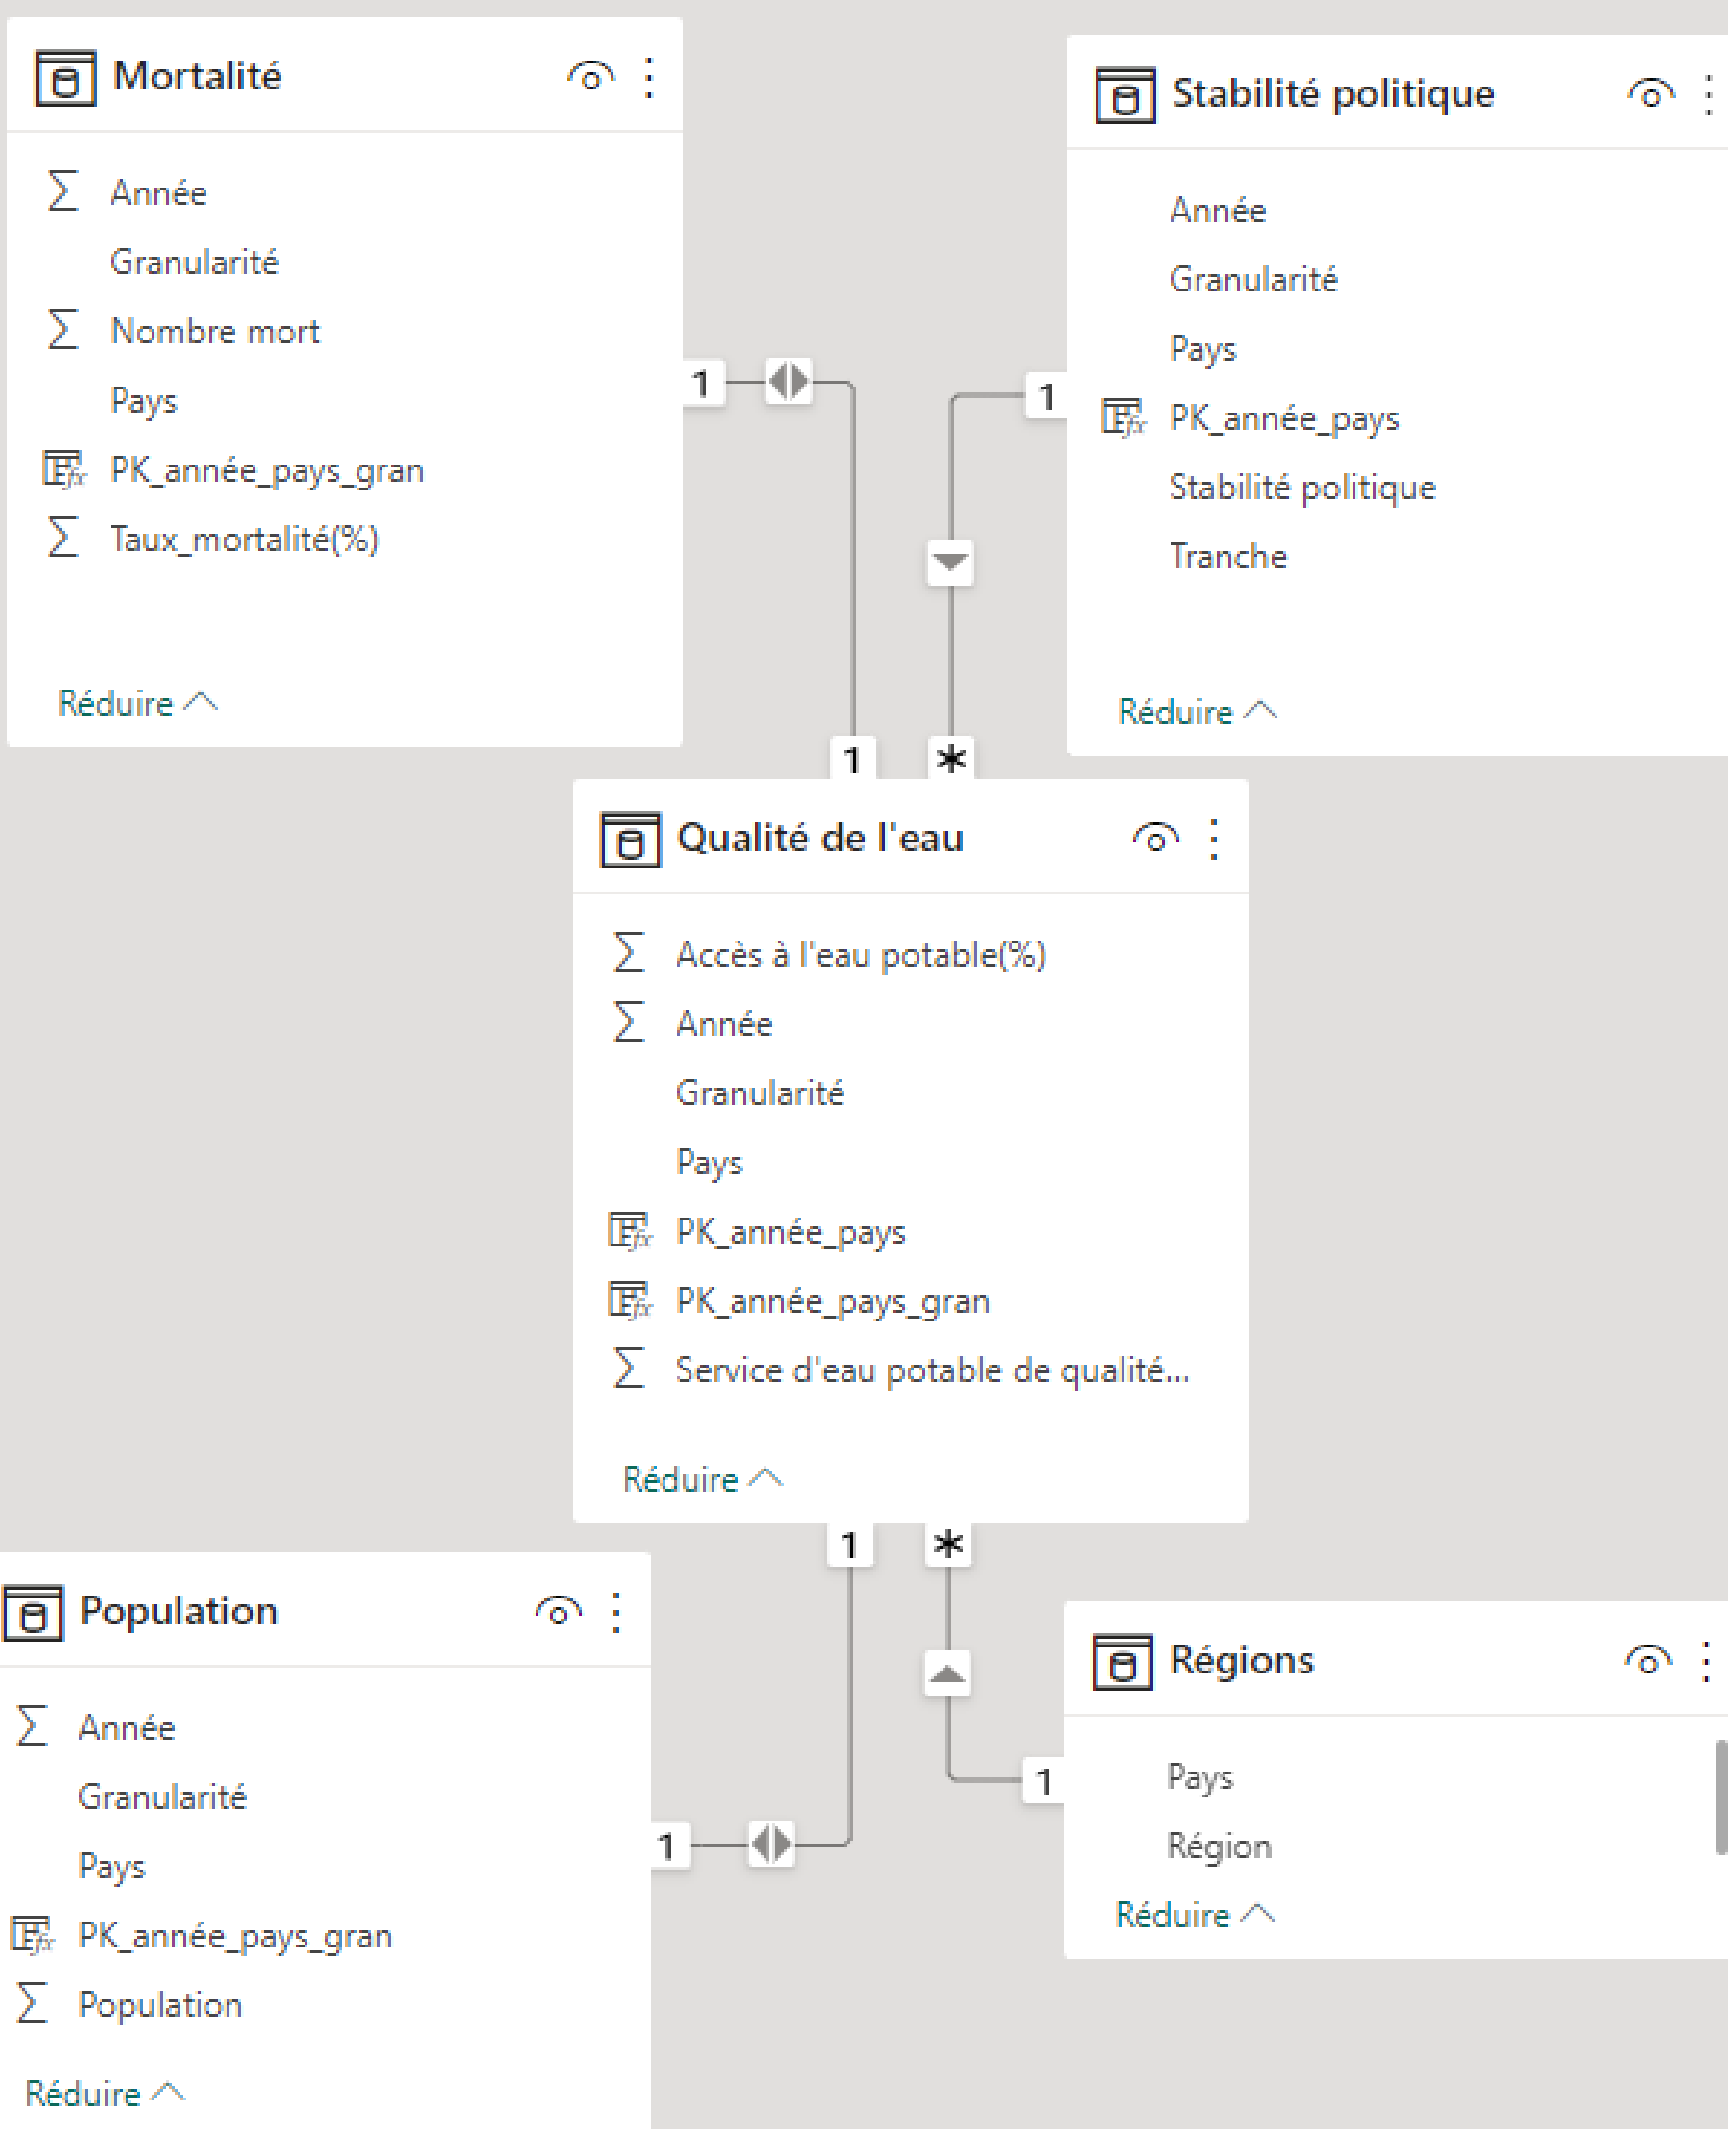 Mortalité
Année
Granularité
Nombre mort
Pays
PK_année_pays_gran
Taux_mortalité(%)
Réduire
Stabilité politique
Année
Granularité
Pays
PK_année_pays
Stabilité politique
Tranche
Réduire
1
1
1
*
Qualité de l'eau
Accès à l'eau potable(%)
Année
Granularité
Pays
PK_année_pays
PK_année_pays_gran
Service d'eau potable de qualité...
Réduire
1
*
1
1
Population
Année
Granularité
Pays
PK_année_pays_gran
Population
Réduire
Régions
Pays
Région
Réduire